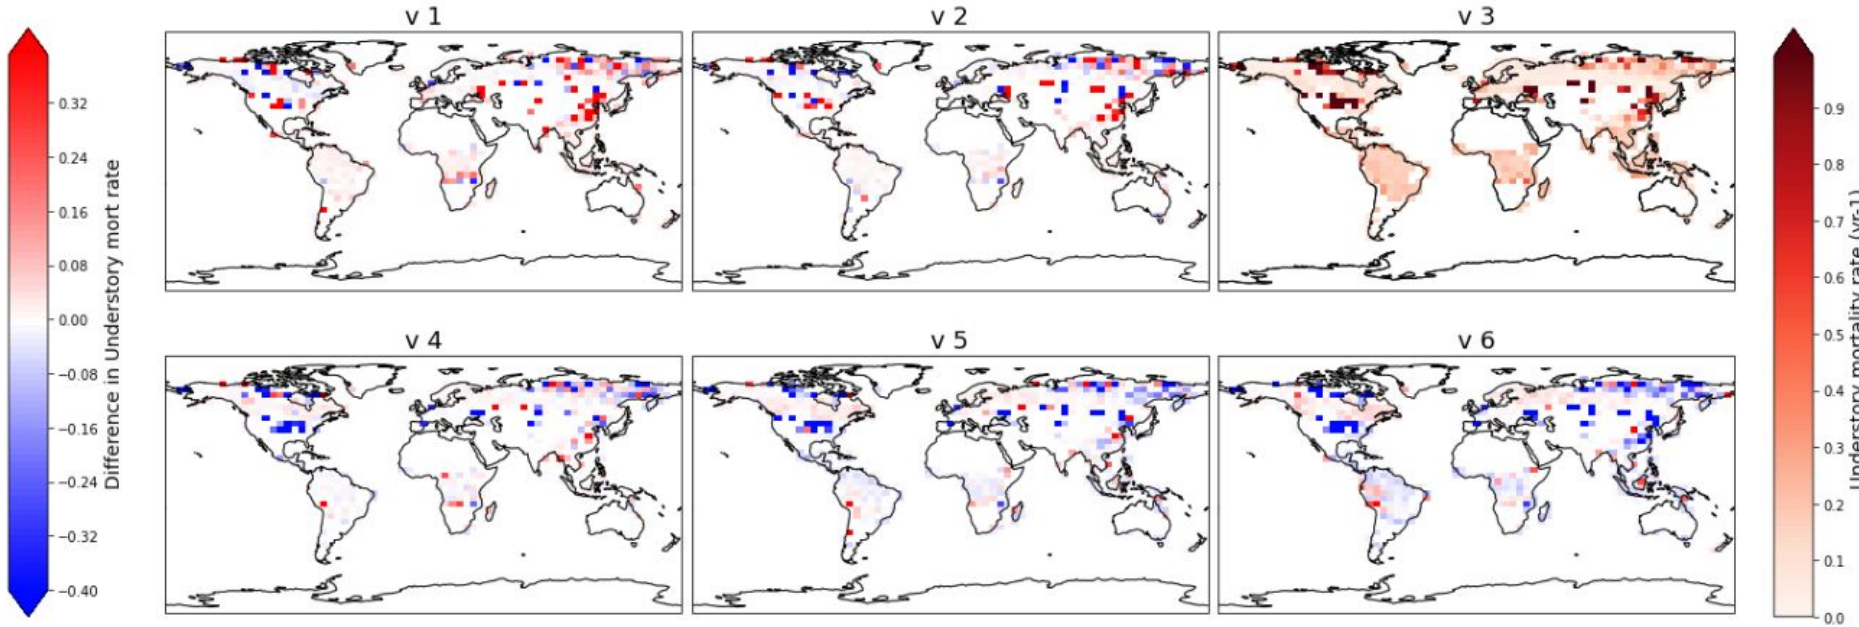 v 1
v 2
v 3
0.32
0.24
0.16
0.08
0.00
−0.08
−0.16
−0.24
−0.32
−0.40
Difference in Understory mort rate
0.9
0.8
0.7
0.6
0.5
0.4
0.3
0.2
0.1
0.0
Understory mortality rate (yr-1)
v 4
v 5
v 6